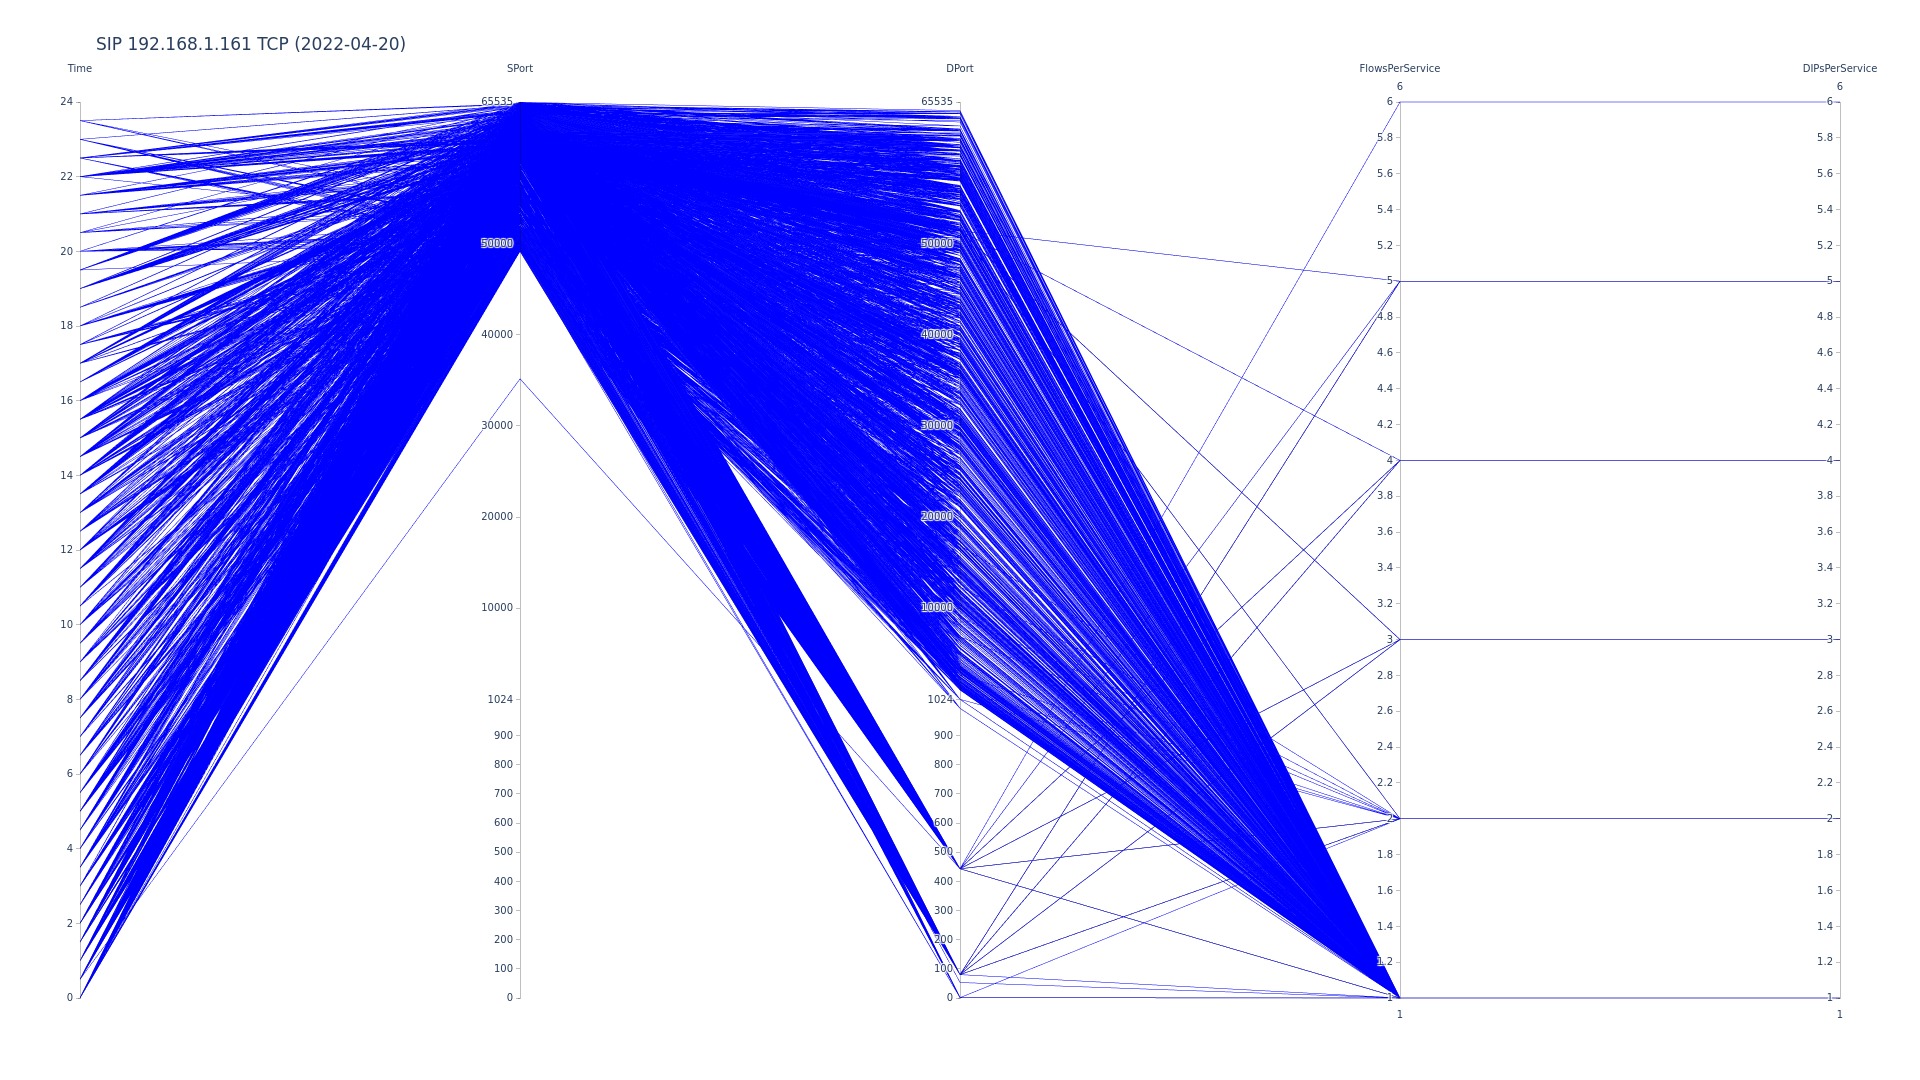 SIP 192.168.1.161 TCP (2022-04-20)
Time SPort DPort FlowsPerService DIPsPerService
6 6
24 65535 65535 6 6
5.8 5.8
22 5.6 5.6
5.4 5.4
20 50000 50000 5.2 5.2
5 5
18 40000 40000 4.8 4.8
4.6 4.6
16 4.4 4.4
30000 30000 4.2 4.2
14 4 4
3.8 3.8
20000 20000 3.6 3.6
12 3.4 3.4
10000 10000 3.2 3.2
10 3 3
2.8 2.8
8 1024 1024 2.6 2.6
900 900 2.4 2.4
6 800 800 2.2 2.2
700 700
600 600 2 2
4 500 500 1.8 1.8
400 400 1.6 1.6
300 300 1.4 1.4
2 200 200 1.2 1.2
100 100
0 0 0 1 1
1 1